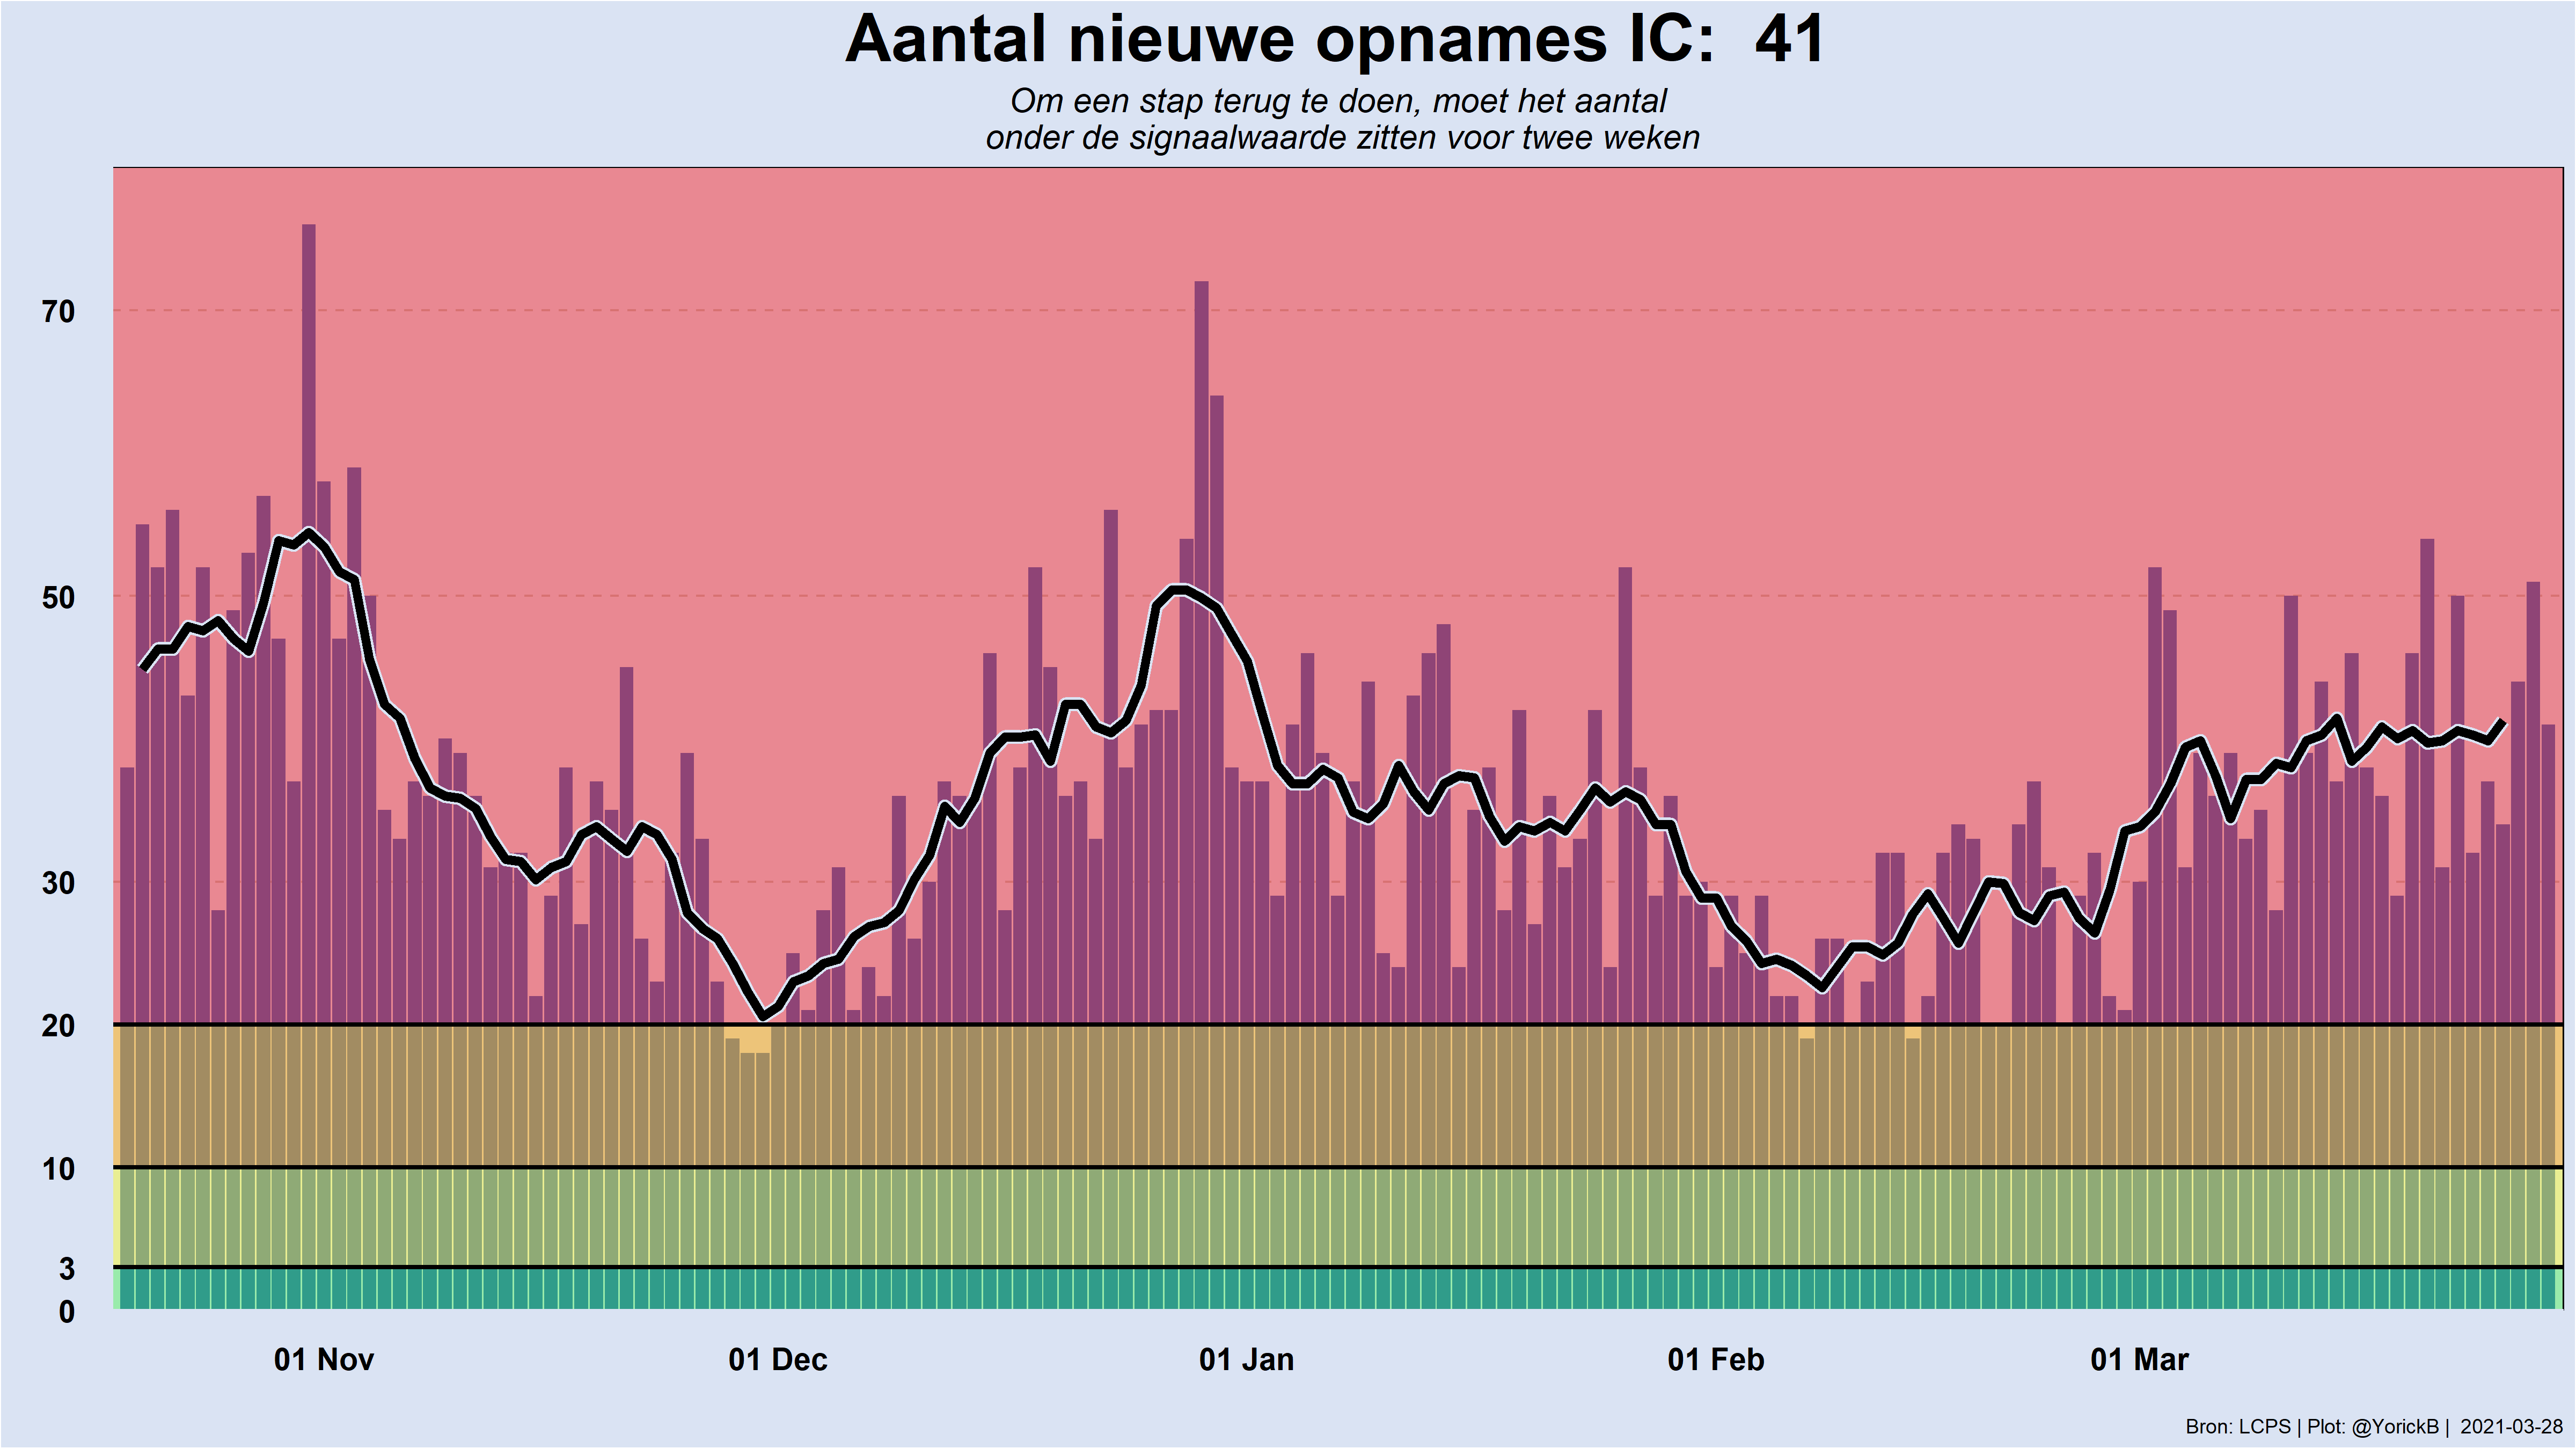 Aantal nieuwe opnames IC:  41
Om een stap terug te doen, moet het aantal
onder de signaalwaarde zitten voor twee weken
70
50
30
20
10
3
0
01 Nov
01 Dec
01 Jan
01 Feb
01 Mar
Bron: LCPS | Plot: @YorickB |  2021-03-28